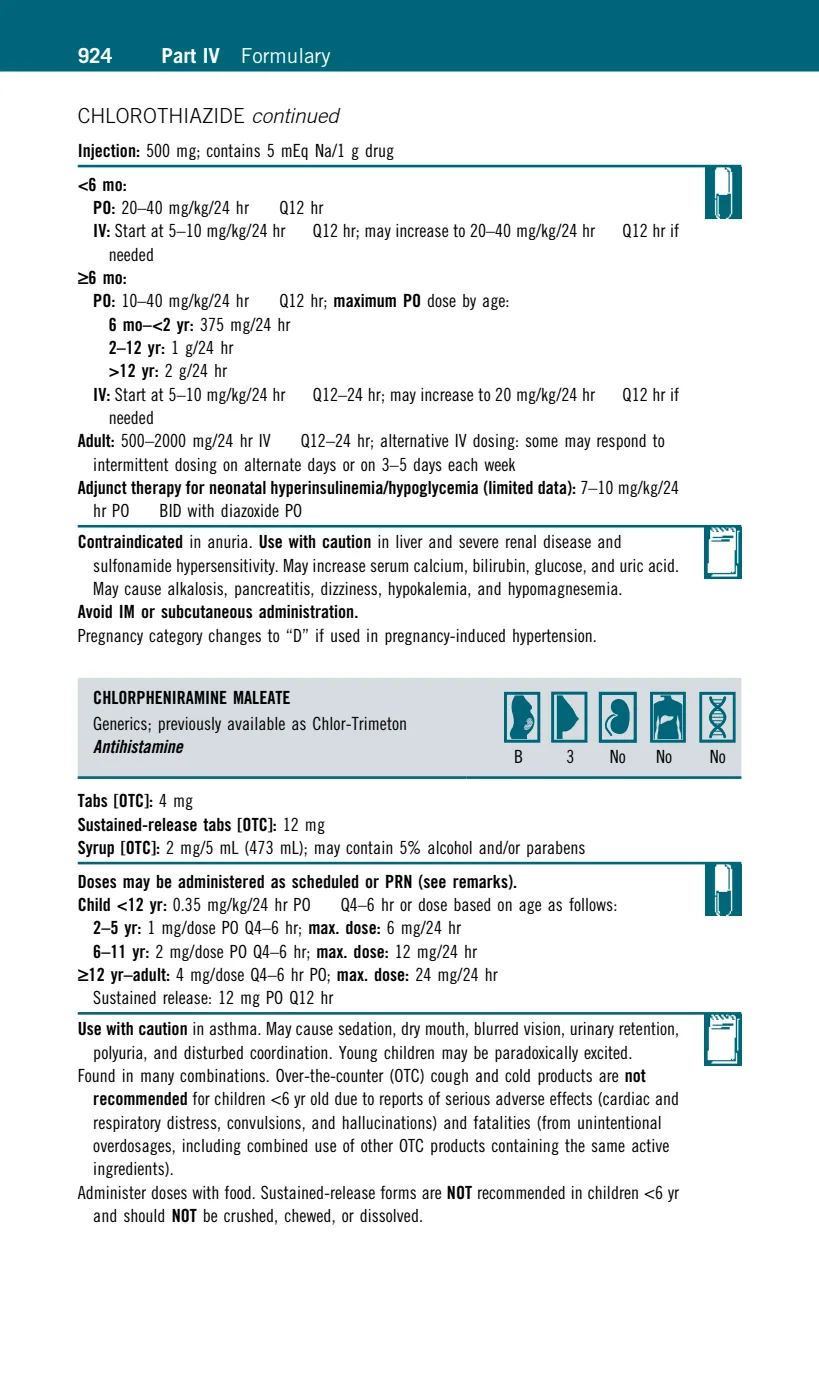 924 Part IV Formulary
CHLOROTHIAZIDE continued
Injection: 500 mg; contains 5 mEq Na/1 g drug
<6 mo:
PO: 20–40 mg/kg/24 hr Q12 hr
IV: Start at 5–10 mg/kg/24 hr Q12 hr; may increase to 20–40 mg/kg/24 hr Q12 hr if
needed
≥6 mo:
PO: 10–40 mg/kg/24 hr Q12 hr; maximum PO dose by age:
6 mo–<2 yr: 375 mg/24 hr
2–12 yr: 1 g/24 hr
>12 yr: 2 g/24 hr
IV: Start at 5–10 mg/kg/24 hr Q12–24 hr; may increase to 20 mg/kg/24 hr Q12 hr if
needed
Adult: 500–2000 mg/24 hr IV Q12–24 hr; alternative IV dosing: some may respond to
intermittent dosing on alternate days or on 3–5 days each week
Adjunct therapy for neonatal hyperinsulinemia/hypoglycemia (limited data): 7–10 mg/kg/24
hr PO BID with diazoxide PO
Contraindicated in anuria. Use with caution in liver and severe renal disease and
sulfonamide hypersensitivity. May increase serum calcium, bilirubin, glucose, and uric acid.
May cause alkalosis, pancreatitis, dizziness, hypokalemia, and hypomagnesemia.
Avoid IM or subcutaneous administration.
Pregnancy category changes to “D” if used in pregnancy-induced hypertension.
CHLORPHENIRAMINE MALEATE
Generics; previously available as Chlor-Trimeton
Antihistamine
B 3 No No No
Tabs [OTC]: 4 mg
Sustained-release tabs [OTC]: 12 mg
Syrup [OTC]: 2 mg/5 mL (473 mL); may contain 5% alcohol and/or parabens
Doses may be administered as scheduled or PRN (see remarks).
Child <12 yr: 0.35 mg/kg/24 hr PO Q4–6 hr or dose based on age as follows:
2–5 yr: 1 mg/dose PO Q4–6 hr; max. dose: 6 mg/24 hr
6–11 yr: 2 mg/dose PO Q4–6 hr; max. dose: 12 mg/24 hr
≥12 yr–adult: 4 mg/dose Q4–6 hr PO; max. dose: 24 mg/24 hr
Sustained release: 12 mg PO Q12 hr
Use with caution in asthma. May cause sedation, dry mouth, blurred vision, urinary retention,
polyuria, and disturbed coordination. Young children may be paradoxically excited.
Found in many combinations. Over-the-counter (OTC) cough and cold products are not
recommended for children <6 yr old due to reports of serious adverse effects (cardiac and
respiratory distress, convulsions, and hallucinations) and fatalities (from unintentional
overdosages, including combined use of other OTC products containing the same active
ingredients).
Administer doses with food. Sustained-release forms are NOT recommended in children <6 yr
and should NOT be crushed, chewed, or dissolved.